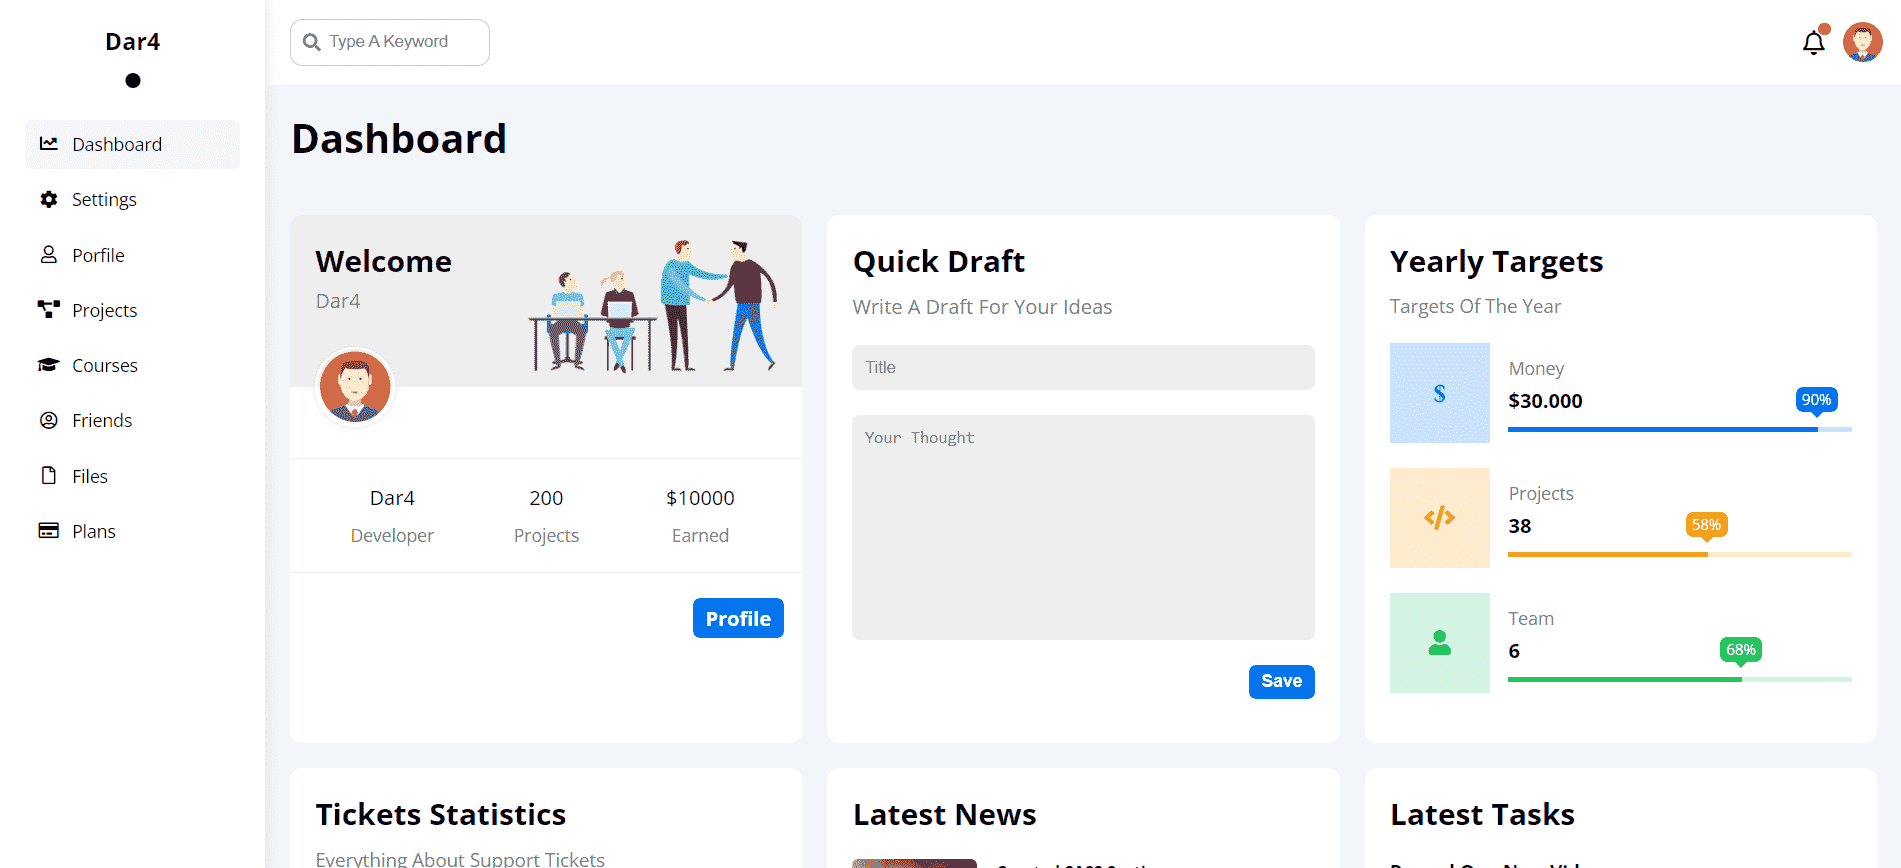 Dar4
Dashboard
Settings
Porfile
Projects
Courses
Friends
Files
Plans
Type A Keyword
Dashboard
Welcome
Dar4
Dar4
Developer
200
Projects
$10000
Earned
Profile
Quick Draft
Write A Draft For Your Ideas
Title
Your Thought
Save
Yearly Targets
Targets Of The Year
$
Money
$30.000
90%
</>
Projects
38
58%
Team
6
68%
Tickets Statistics
Everything About Support Tickets
Latest News
Latest Tasks